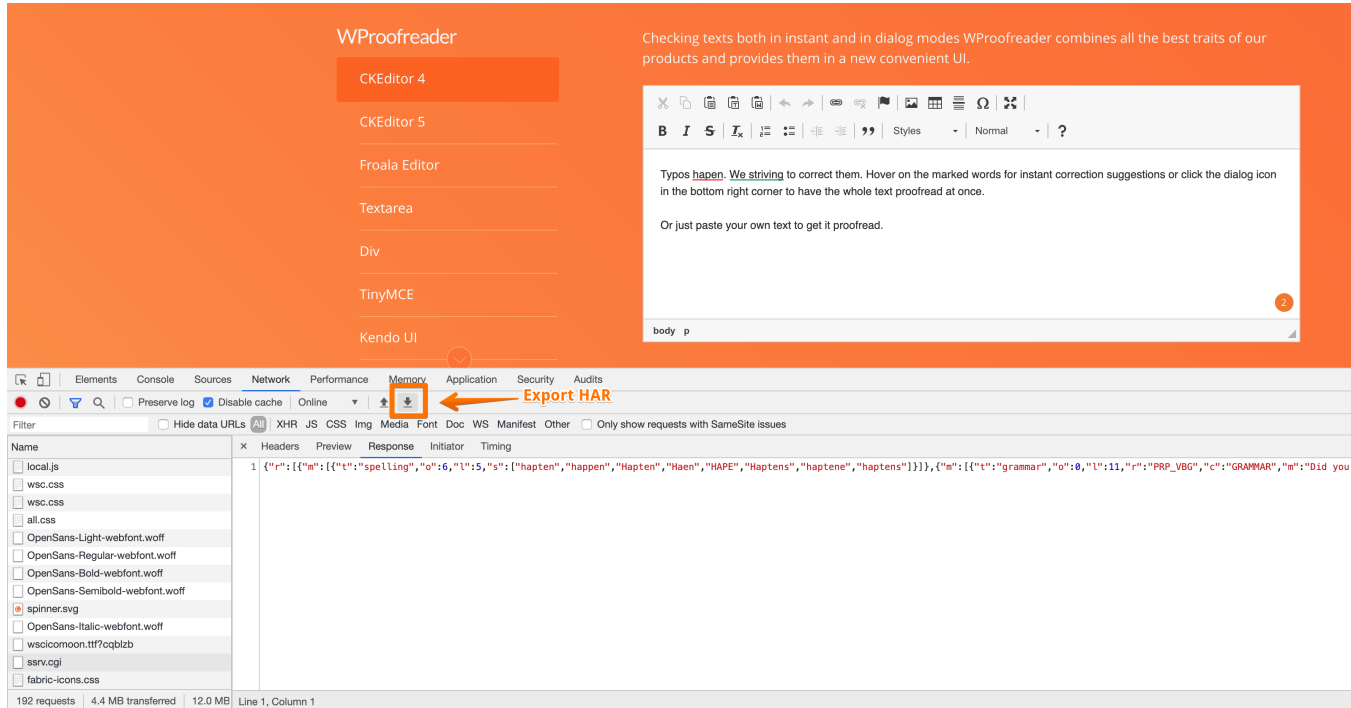 WProofreader
CKEditor 4
CKEditor 5
Froala Editor
Textarea
Div
TinyMCE
Kendo UI
Checking texts both in instant and in dialog modes WProofreader combines all the best traits of our
products and provides them in a new convenient UI.
B I S Tx Styles Normal ?
Typos hapen. We striving to correct them. Hover on the marked words for instant correction suggestions or click the dialog icon
in the bottom right corner to have the whole text proofread at once.
Or just paste your own text to get it proofread.
2
body p
Elements Console Sources Network Performance Memory Application Security Audits
Preserve log Disable cache Online
Export HAR
Filter Hide data URLs All XHR JS CSS Img Media Font Doc WS Manifest Other Only show requests with SameSite issues
Name
local.js
wsc.css
wsc.css
all.css
OpenSans-Light-webfont.woff
OpenSans-Regular-webfont.woff
OpenSans-Bold-webfont.woff
OpenSans-Semibold-webfont.woff
spinner.svg
OpenSans-Italic-webfont.woff
wscicomoon.ttf?cqblzb
ssrv.cgi
fabric-icons.css
192 requests 4.4 MB transferred 12.0 MB
× Headers Preview Response Initiator Timing
1 {"r":[{"m":[{"t":"spelling","o":6,"l":5,"s":["hapten","happen","Hapten","Haen","HAPE","Haptens","haptene","haptens"]}]},{"m":[{"t":"grammar","o":0,"l":11,"r":"PRP_VBG","c":"GRAMMAR","m":"Did you
Line 1, Column 1